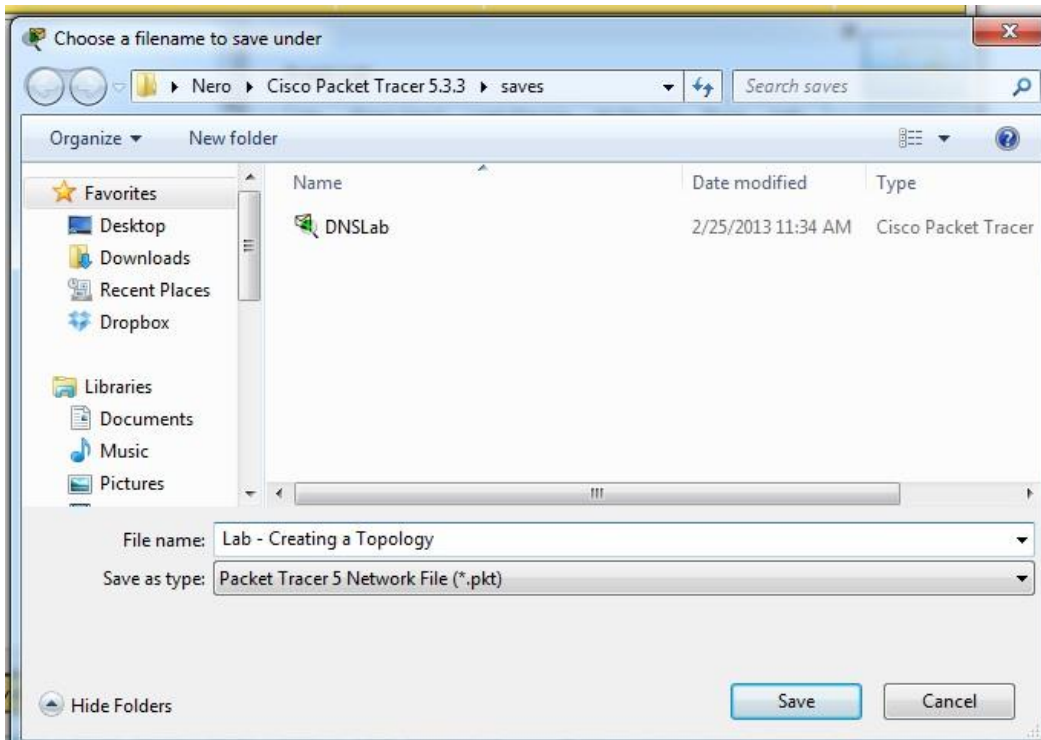 Choose a filename to save under
Nero Cisco Packet Tracer 5.3.3 saves Search saves
Organize New folder
Name Date modified Type
Favorites
Desktop
Downloads
Recent Places
Dropbox
DNSLab 2/25/2013 11:34 AM Cisco Packet Tracer
Libraries
Documents
Music
Pictures
File name: Lab - Creating a Topology
Save as type: Packet Tracer 5 Network File (*.pkt)
Hide Folders Save Cancel